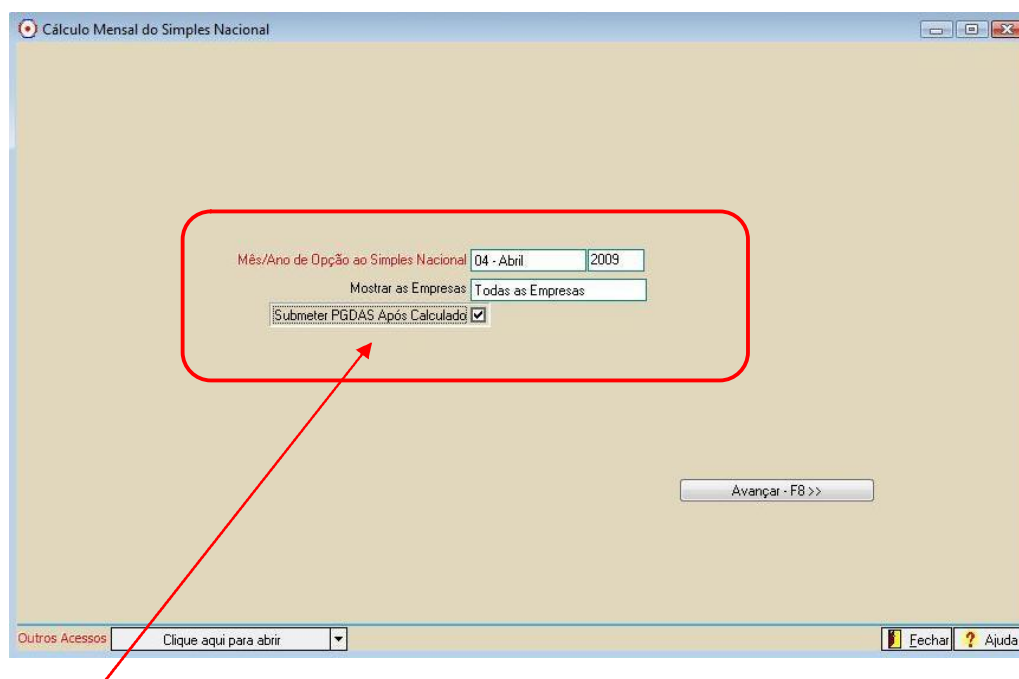 Cálculo Mensal do Simples Nacional
Mês/Ano de Opção ao Simples Nacional 04 - Abril 2009
Mostrar as Empresas Todas as Empresas
Submeter PGDAS Após Calculado
Avançar - F8 >>
Outros Acessos Clique aqui para abrir Fechar ? Ajuda